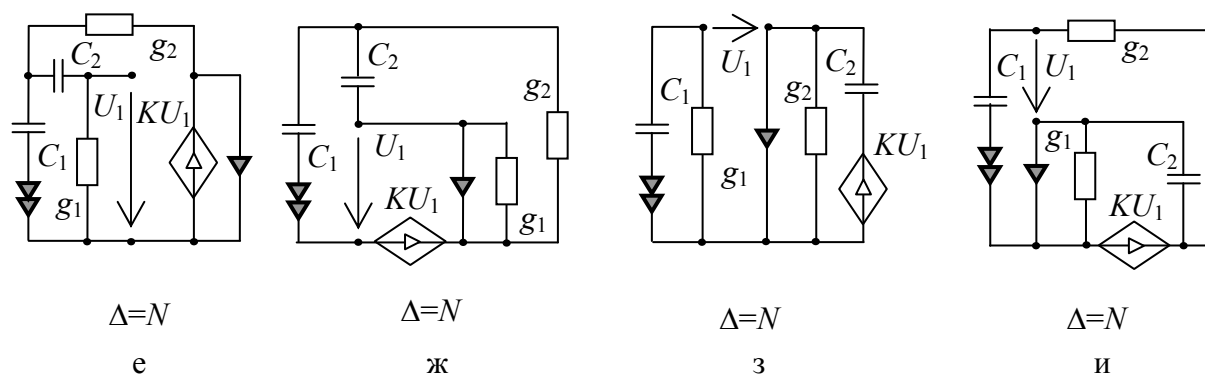 g₂
C₂
U₁
KU₁
C₁
g₁
Δ=N
е
C₂
g₂
C₁
U₁
g₁
KU₁
Δ=N
ж
U₁
C₂
C₁
g₂
g₁
KU₁
Δ=N
з
g₂
C₁
U₁
g₁
C₂
KU₁
Δ=N
и